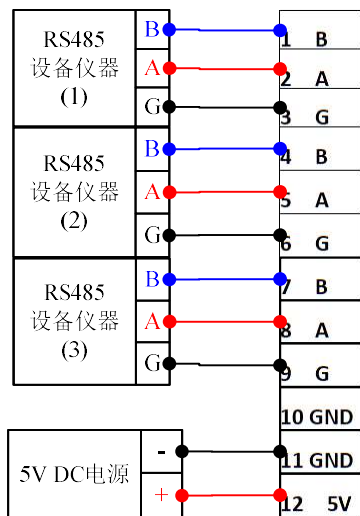 RS485
设备仪器
(1)
B
A
G
1 B
2 A
3 G
RS485
设备仪器
(2)
B
A
G
4 B
5 A
6 G
RS485
设备仪器
(3)
B
A
G
7 B
8 A
9 G
10 GND
5V DC电源
-
+
11 GND
12 5V